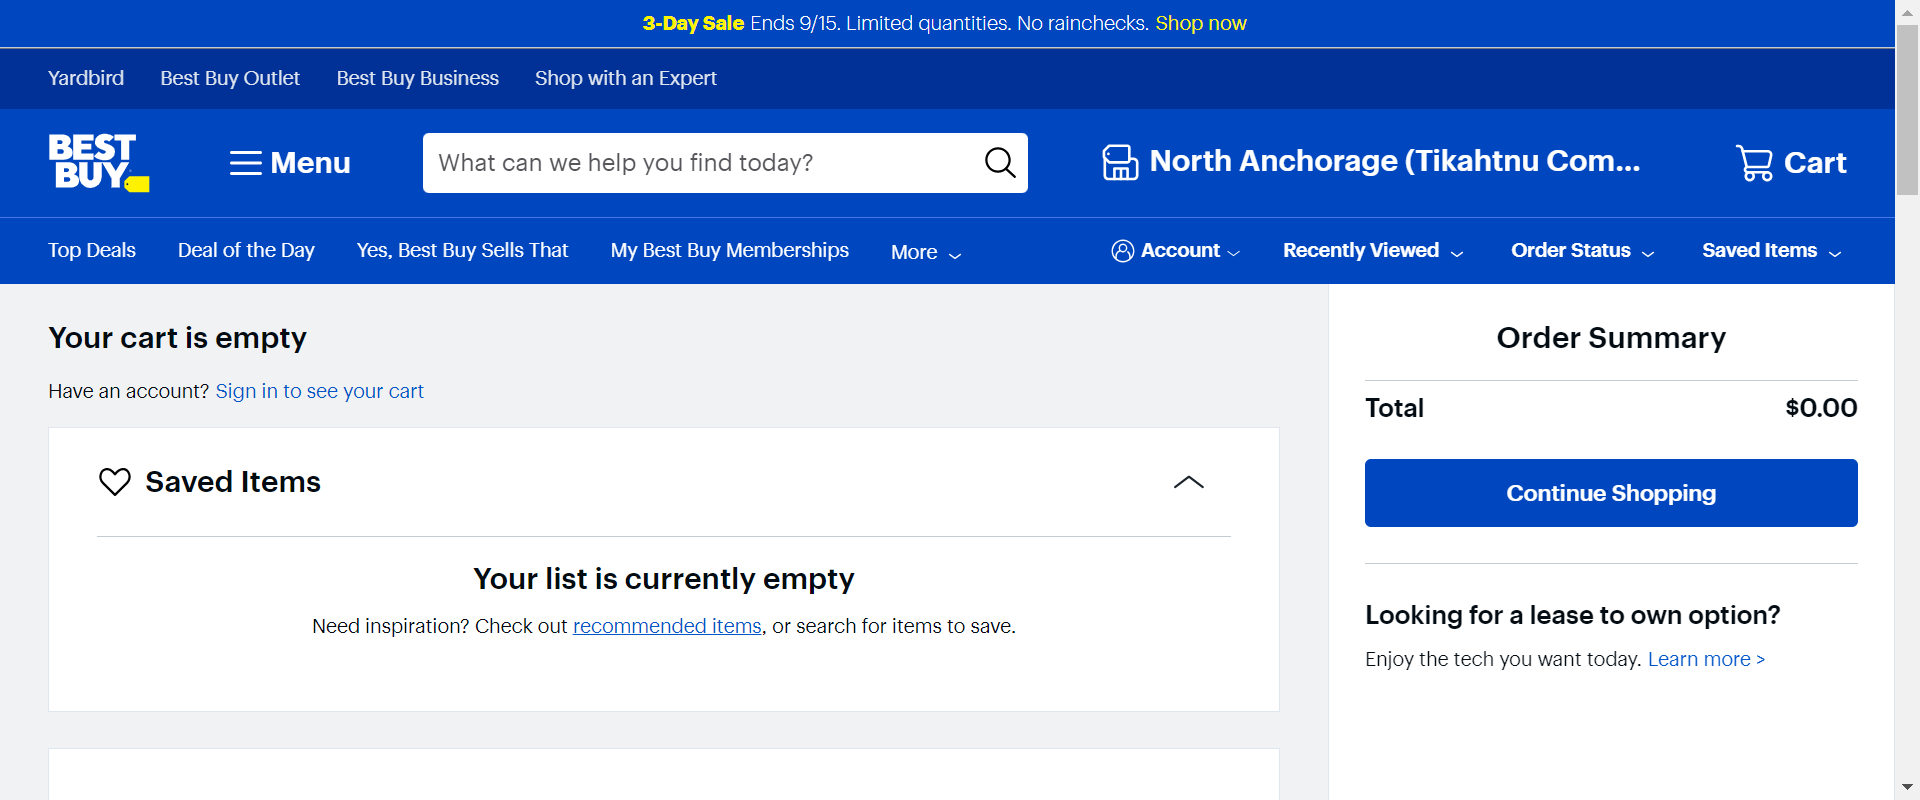 3-Day Sale Ends 9/15. Limited quantities. No rainchecks. Shop now
Yardbird Best Buy Outlet Best Buy Business Shop with an Expert
BEST BUY
Menu
What can we help you find today?
North Anchorage (Tikahtnu Com...
Cart
Top Deals Deal of the Day Yes, Best Buy Sells That My Best Buy Memberships More
Account Recently Viewed Order Status Saved Items
Your cart is empty
Have an account? Sign in to see your cart
Saved Items
Your list is currently empty
Need inspiration? Check out recommended items, or search for items to save.
Order Summary
Total $0.00
Continue Shopping
Looking for a lease to own option?
Enjoy the tech you want today. Learn more >